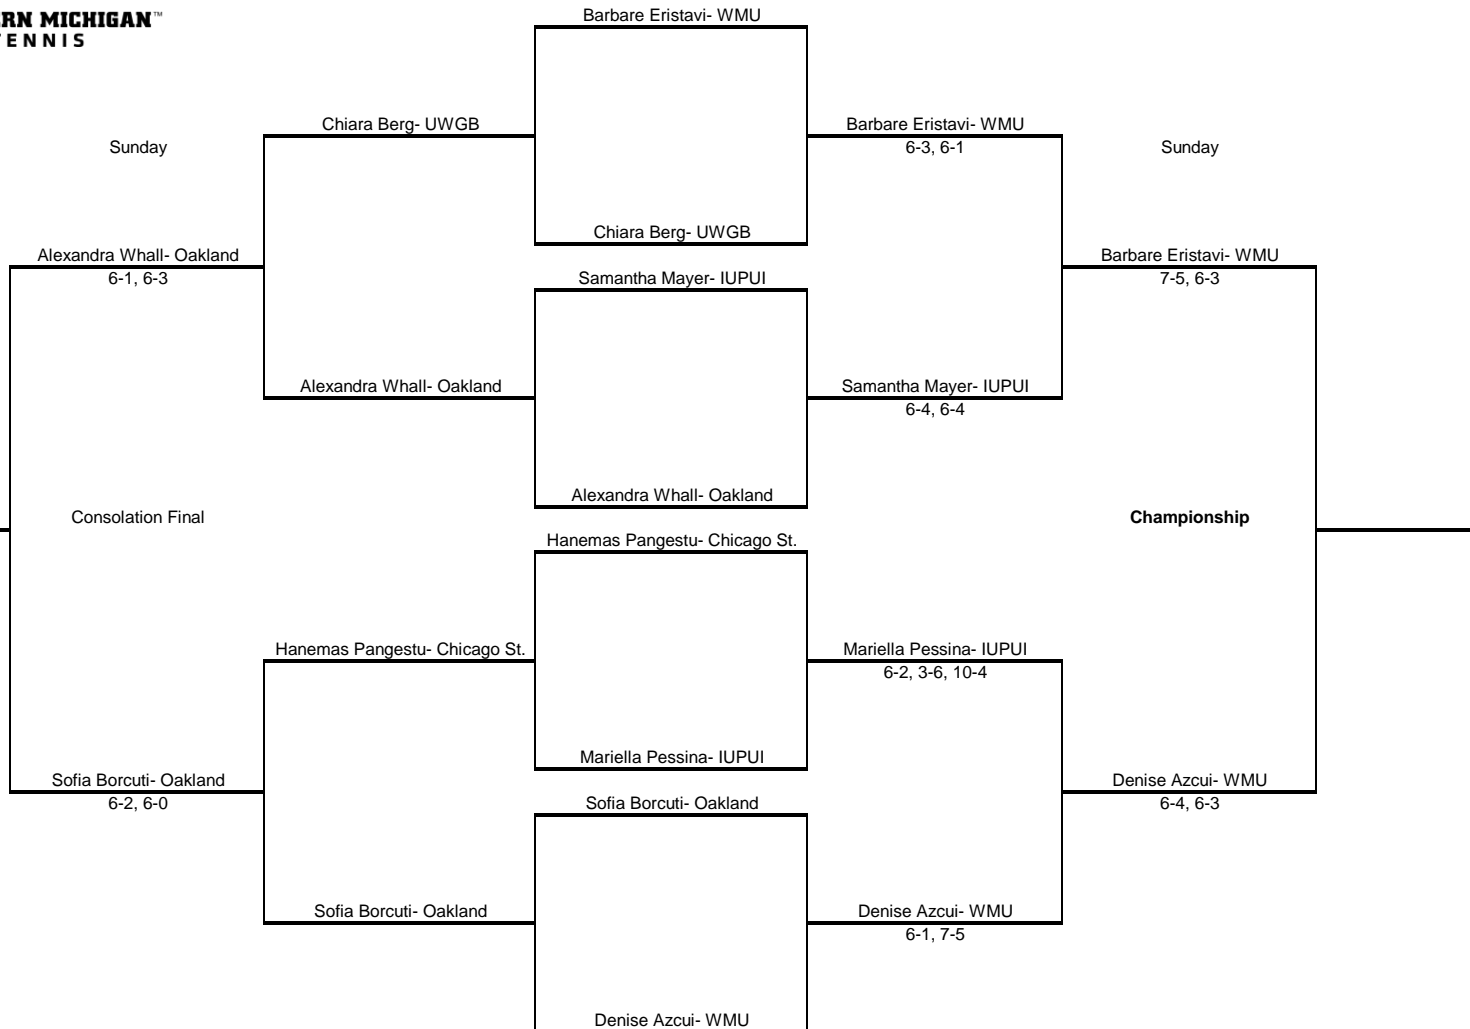 ERN MICHIGAN™
TENNIS
Barbare Eristavi- WMU
Chiara Berg- UWGB
Barbare Eristavi- WMU
Sunday
6-3, 6-1
Sunday
Chiara Berg- UWGB
Alexandra Whall- Oakland
Barbare Eristavi- WMU
6-1, 6-3
Samantha Mayer- IUPUI
7-5, 6-3
Alexandra Whall- Oakland
Samantha Mayer- IUPUI
6-4, 6-4
Alexandra Whall- Oakland
Consolation Final
Championship
Hanemas Pangestu- Chicago St.
Hanemas Pangestu- Chicago St.
Mariella Pessina- IUPUI
6-2, 3-6, 10-4
Mariella Pessina- IUPUI
Sofia Borcuti- Oakland
Denise Azcui- WMU
6-2, 6-0
Sofia Borcuti- Oakland
6-4, 6-3
Sofia Borcuti- Oakland
Denise Azcui- WMU
6-1, 7-5
Denise Azcui- WMU